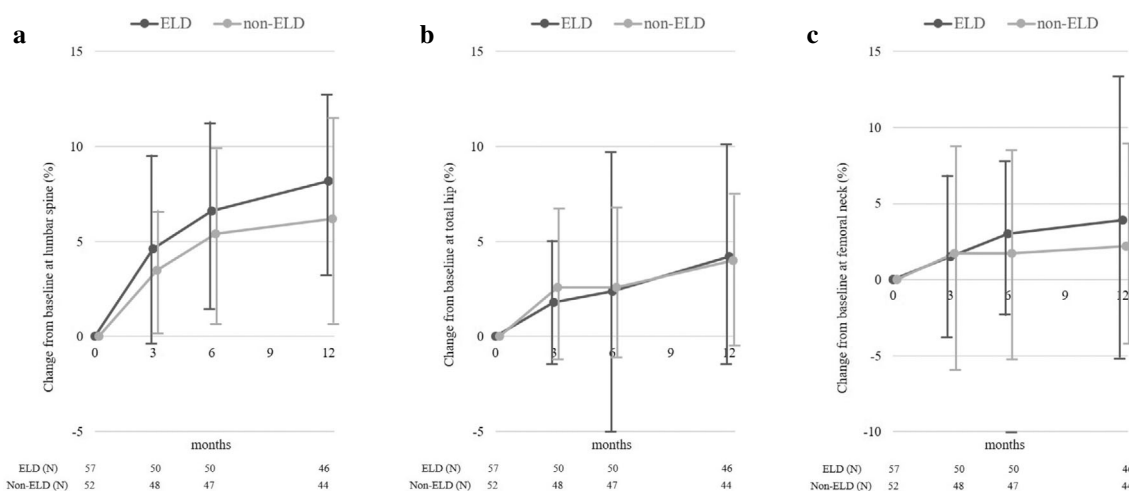 a
ELD non-ELD
Change from baseline at lumbar spine (%)
15
10
5
0
-5
0 3 6 9 12
months
ELD (N) 57 50 50 46
Non-ELD (N) 52 48 47 44
b
ELD non-ELD
Change from baseline at total hip (%)
15
10
5
0
-5
0 3 6 9 12
months
ELD (N) 57 50 50 46
Non-ELD (N) 52 48 47 44
c
ELD non-ELD
Change from baseline at femoral neck (%)
15
10
5
0
-5
-10
0 3 6 9 12
months
ELD (N) 57 50 50 46
Non-ELD (N) 52 48 47 44